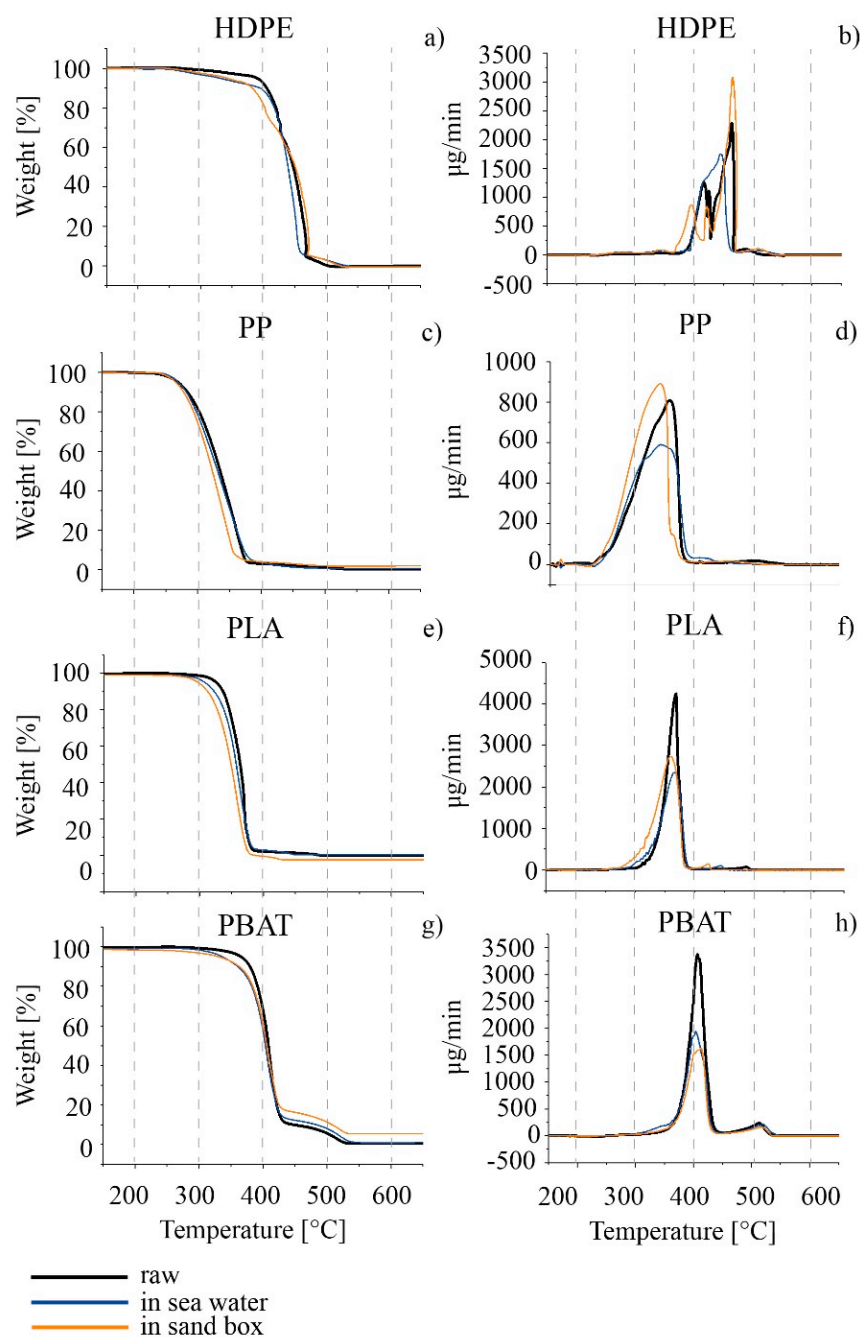 HDPE
a)
100
80
60
40
20
0
Weight [%]
HDPE
b)
3500
3000
2500
2000
1500
1000
500
0
-500
µg/min
PP
c)
100
80
60
40
20
0
Weight [%]
PP
d)
1000
800
600
400
200
0
µg/min
PLA
e)
100
80
60
40
20
0
Weight [%]
PLA
f)
5000
4000
3000
2000
1000
0
µg/min
PBAT
g)
100
80
60
40
20
0
Weight [%]
200 300 400 500 600
Temperature [°C]
PBAT
h)
3500
3000
2500
2000
1500
1000
500
0
-500
µg/min
200 300 400 500 600
Temperature [°C]
raw
in sea water
in sand box